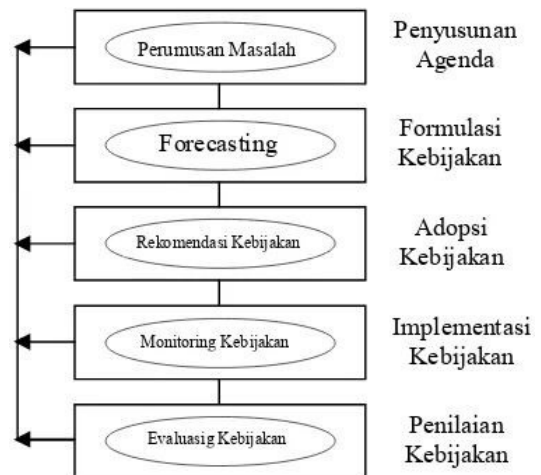 Perumusan Masalah
Penyusunan
Agenda
Forecasting
Formulasi
Kebijakan
Rekomendasi Kebijakan
Adopsi
Kebijakan
Monitoring Kebijakan
Implementasi
Kebijakan
Evaluasig Kebijakan
Penilaian
Kebijakan